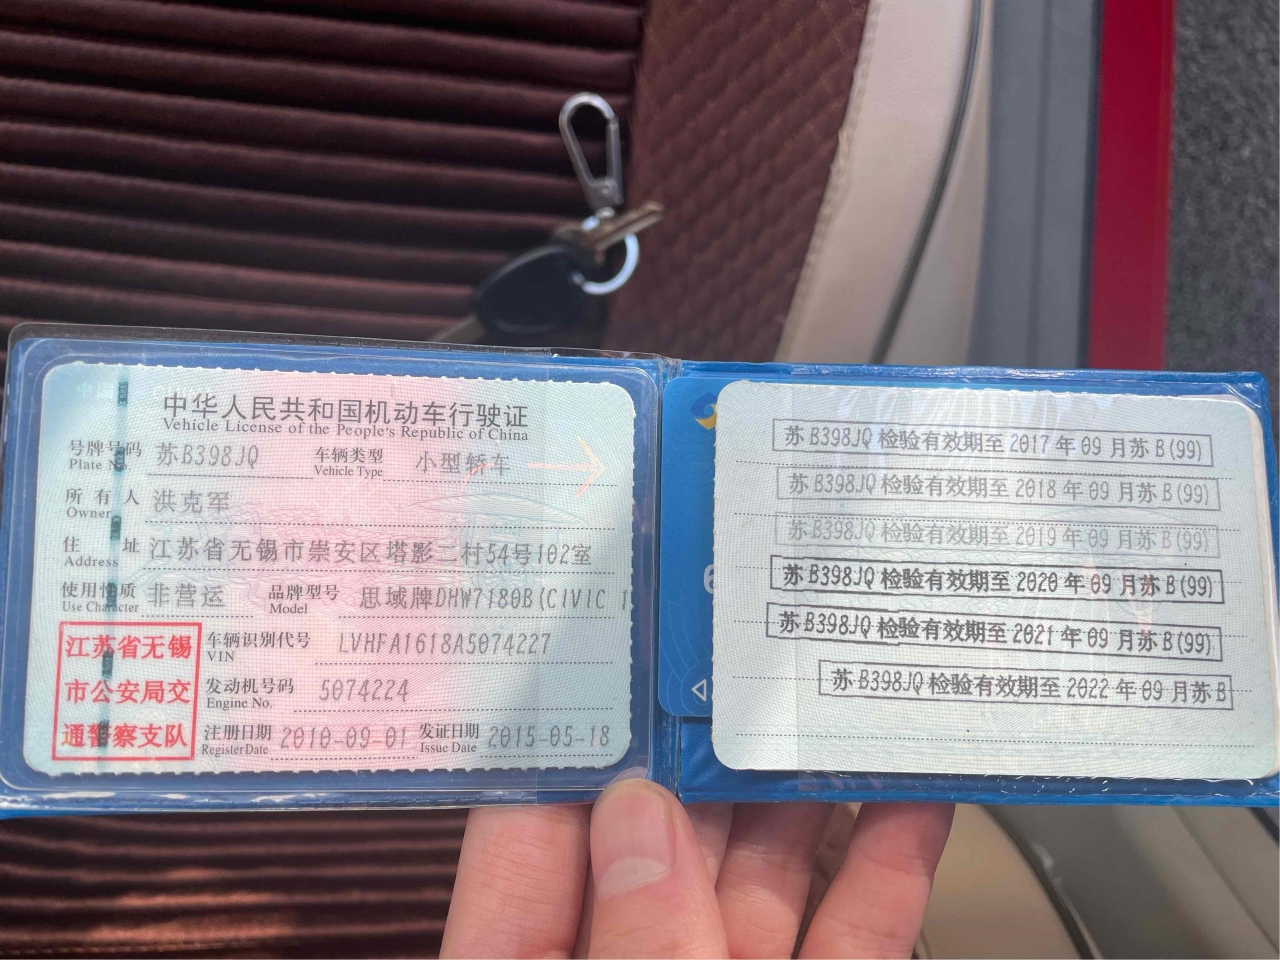 中华人民共和国机动车行驶证
Vehicle License of the People's Republic of China
号牌号码 苏B398JQ 车辆类型 小型轿车
Plate No. Vehicle Type
所有人 洪克军
Owner
住址 江苏省无锡市崇安区塔影二村54号102室
Address
使用性质 非营运 品牌型号 思域牌DHW7180B(CIVIC 1
Use Character Model
江苏省无锡
市公安局交
通警察支队
车辆识别代号 LVHFA1618A5074227
VIN
发动机号码 5074224
Engine No.
注册日期 2010-09-01 发证日期 2015-05-18
Register Date Issue Date
苏B398JQ检验有效期至2017年09月苏B(99)
苏B398JQ检验有效期至2018年09月苏B(99)
苏B398JQ检验有效期至2019年09月苏B(99)
苏B398JQ检验有效期至2020年09月苏B(99)
苏B398JQ检验有效期至2021年09月苏B(99)
苏B398JQ检验有效期至2022年09月苏B